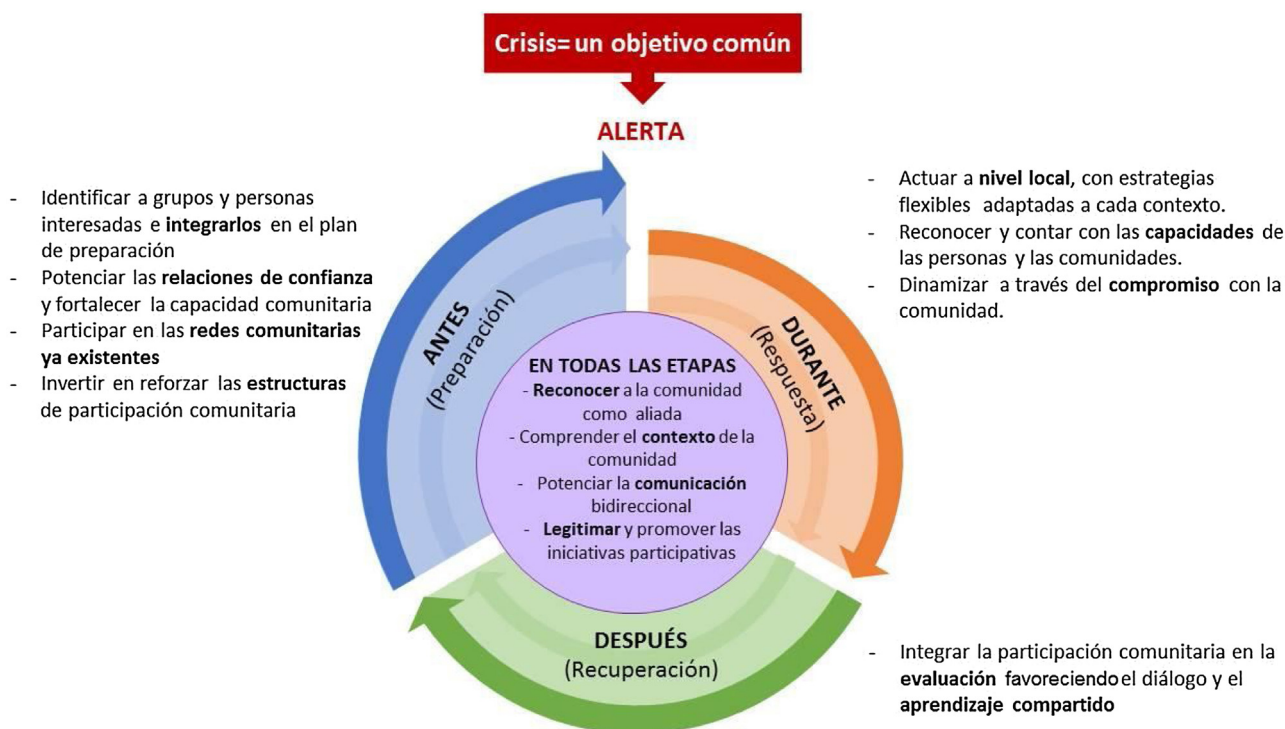 Crisis= un objetivo común
ALERTA
- Identificar a grupos y personas
interesadas e integrarlos en el plan
de preparación
- Potenciar las relaciones de confianza
y fortalecer la capacidad comunitaria
- Participar en las redes comunitarias
ya existentes
- Invertir en reforzar las estructuras
de participación comunitaria
ANTES
(Preparación)
EN TODAS LAS ETAPAS
- Reconocer a la comunidad
como aliada
- Comprender el contexto de la
comunidad
- Potenciar la comunicación
bidireccional
- Legitimar y promover las
iniciativas participativas
DURANTE
(Respuesta)
- Actuar a nivel local, con estrategias
flexibles adaptadas a cada contexto.
- Reconocer y contar con las capacidades de
las personas y las comunidades.
- Dinamizar a través del compromiso con la
comunidad.
DESPUÉS
(Recuperación)
- Integrar la participación comunitaria en la
evaluación favoreciendo el diálogo y el
aprendizaje compartido